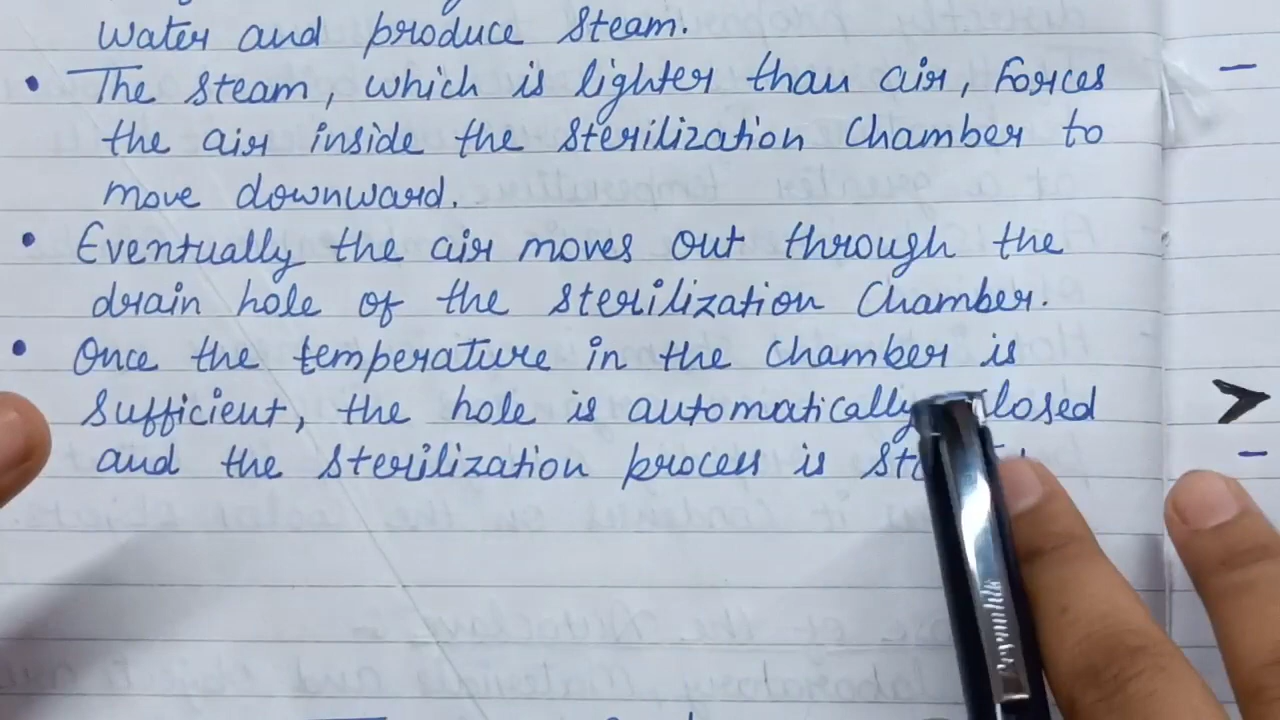 Water and produce steam.
• The steam, which is lighter than air, Forces
the air inside the sterilization Chamber to
move downward.
• Eventually the air moves out through the
drain hole of the sterilization Chamber.
• Once the temperature in the chamber is
sufficient, the hole is automatically closed
and the sterilization process is